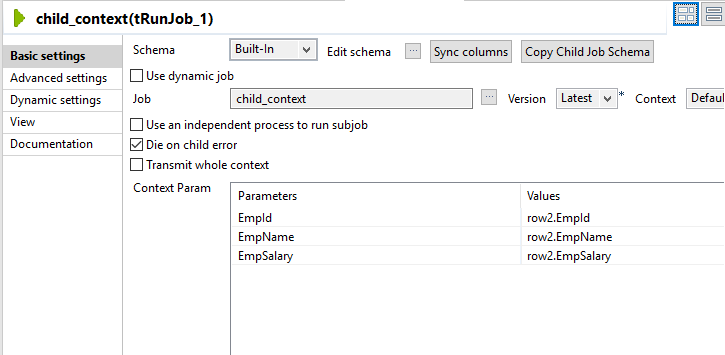 child_context(tRunJob_1)
Basic settings
Advanced settings
Dynamic settings
View
Documentation
Schema Built-In Edit schema ... Sync columns Copy Child Job Schema
Use dynamic job
Job child_context ... Version Latest * Context Defaul
Use an independent process to run subjob
Die on child error
Transmit whole context
Context Param Parameters Values
EmpId row2.EmpId
EmpName row2.EmpName
EmpSalary row2.EmpSalary